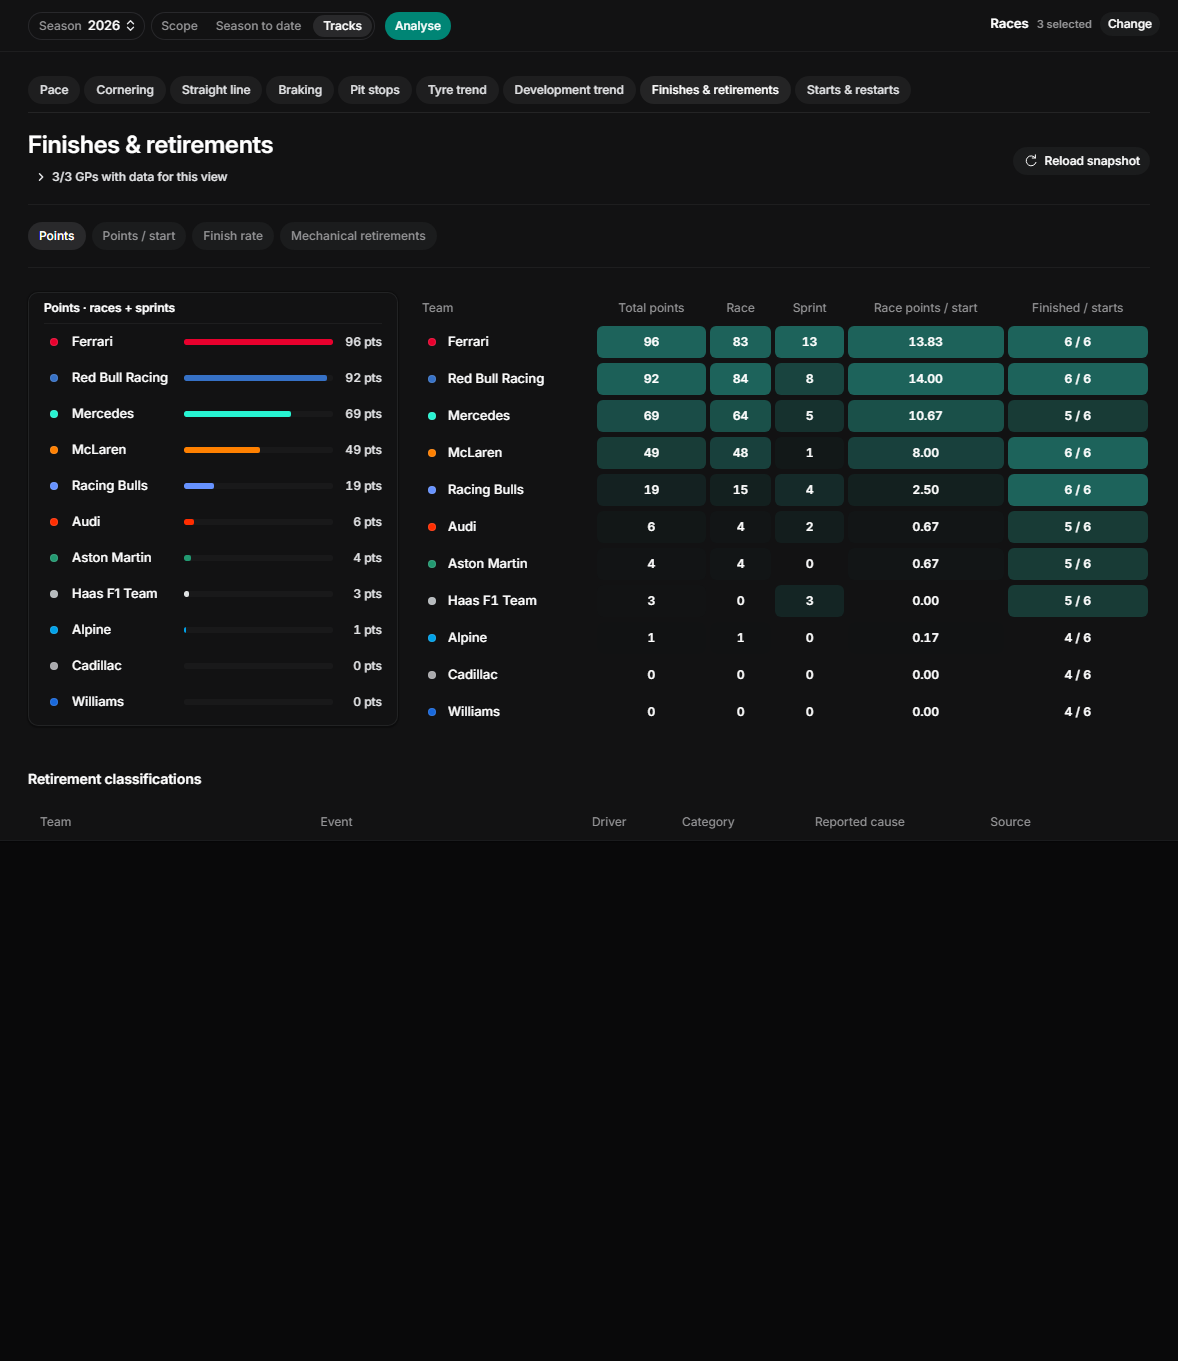 Season 2026 Scope Season to date Tracks Analyse Races 3 selected Change
Pace Cornering Straight line Braking Pit stops Tyre trend Development trend Finishes & retirements Starts & restarts
Finishes & retirements
3/3 GPs with data for this view
Reload snapshot
Points Points / start Finish rate Mechanical retirements
Points · races + sprints
Ferrari 96 pts
Red Bull Racing 92 pts
Mercedes 69 pts
McLaren 49 pts
Racing Bulls 19 pts
Audi 6 pts
Aston Martin 4 pts
Haas F1 Team 3 pts
Alpine 1 pts
Cadillac 0 pts
Williams 0 pts
Team Total points Race Sprint Race points / start Finished / starts
Ferrari 96 83 13 13.83 6 / 6
Red Bull Racing 92 84 8 14.00 6 / 6
Mercedes 69 64 5 10.67 5 / 6
McLaren 49 48 1 8.00 6 / 6
Racing Bulls 19 15 4 2.50 6 / 6
Audi 6 4 2 0.67 5 / 6
Aston Martin 4 4 0 0.67 5 / 6
Haas F1 Team 3 0 3 0.00 5 / 6
Alpine 1 1 0 0.17 4 / 6
Cadillac 0 0 0 0.00 4 / 6
Williams 0 0 0 0.00 4 / 6
Retirement classifications
Team Event Driver Category Reported cause Source